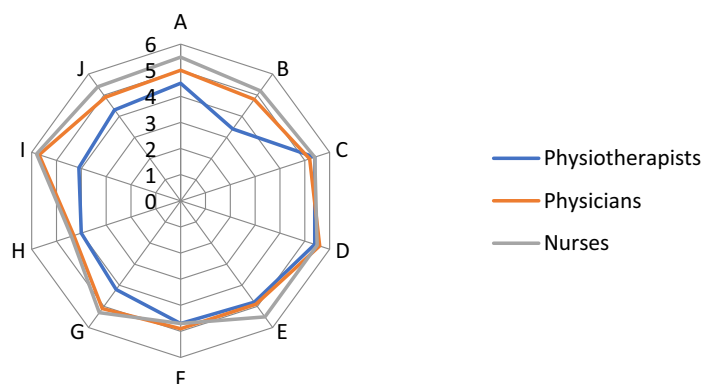 A
B
C
D
E
F
G
H
I
J
6
5
4
3
2
1
0
Physiotherapists
Physicians
Nurses